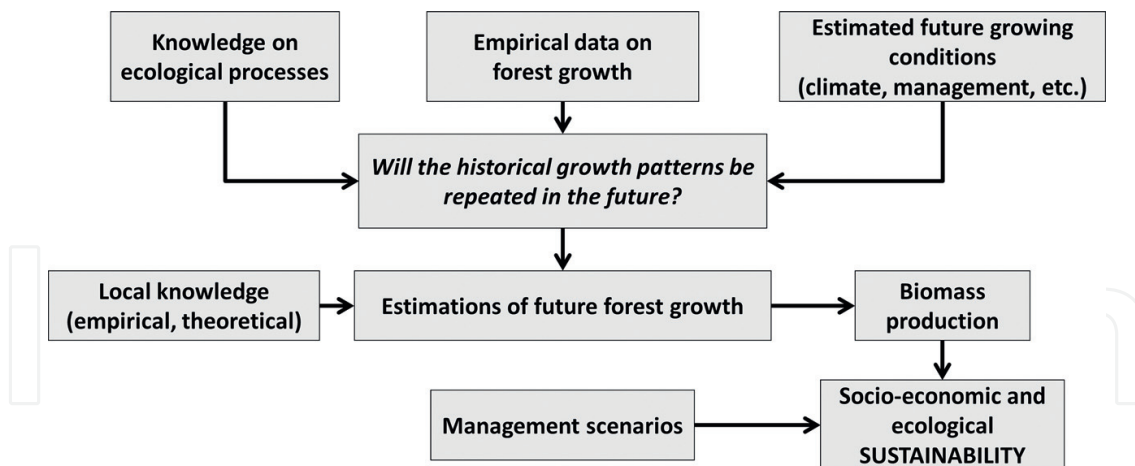 Knowledge on
ecological processes
Empirical data on
forest growth
Estimated future growing
conditions
(climate, management, etc.)
Will the historical growth patterns be
repeated in the future?
Local knowledge
(empirical, theoretical)
Estimations of future forest growth
Biomass
production
Management scenarios
Socio-economic and
ecological
SUSTAINABILITY